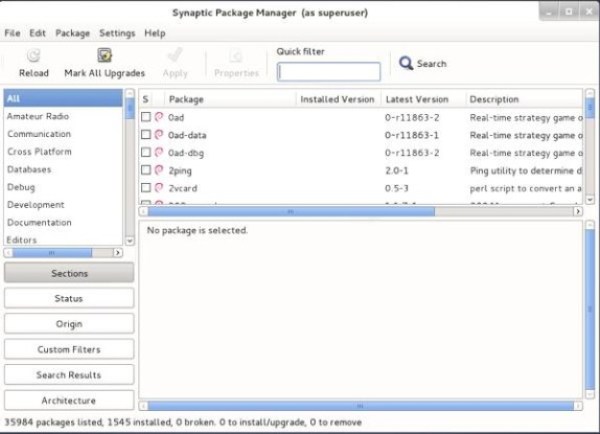 Synaptic Package Manager (as superuser)
File Edit Package Settings Help
Reload Mark All Upgrades Apply Properties Quick filter Search
All
Amateur Radio
Communication
Cross Platform
Databases
Debug
Development
Documentation
Editors
Sections
Status
Origin
Custom Filters
Search Results
Architecture
S Package Installed Version Latest Version Description
0ad 0-r11863-2 Real-time strategy game o
0ad-data 0-r11863-1 Real-time strategy game o
0ad-dbg 0-r11863-2 Real-time strategy game o
2ping 2.0-1 Ping utility to determine d
2vcard 0.5-3 perl script to convert an a
No package is selected.
35984 packages listed, 1545 installed, 0 broken. 0 to install/upgrade, 0 to remove